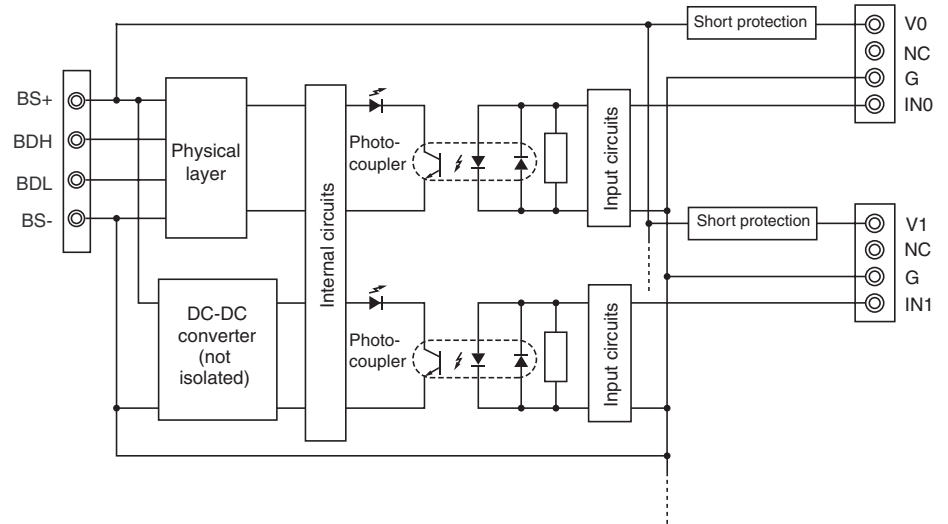 BS+
BDH
BDL
BS-
Physical
layer
DC-DC
converter
(not
isolated)
Internal circuits
Photo-
coupler
Input circuits
Short protection
V0
NC
G
IN0
Photo-
coupler
Input circuits
Short protection
V1
NC
G
IN1